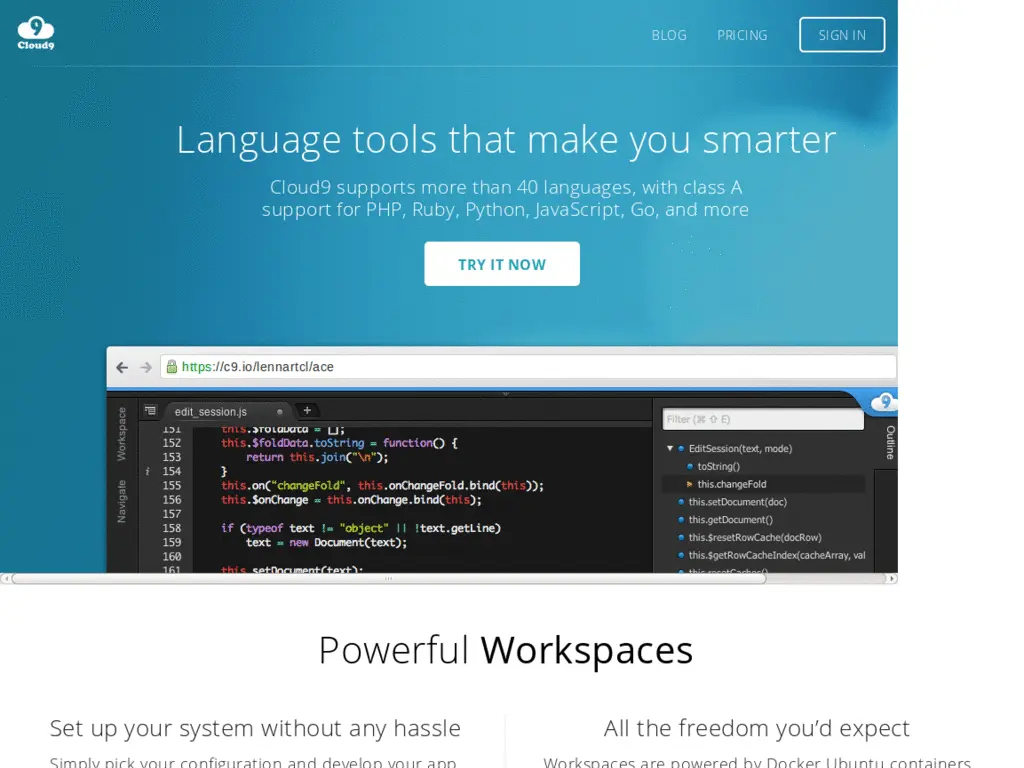 9
Cloud9
BLOG
PRICING
SIGN IN
Language tools that make you smarter
Cloud9 supports more than 40 languages, with class A
support for PHP, Ruby, Python, JavaScript, Go, and more
TRY IT NOW
https://c9.io/lennartcl/ace
9
Workspace
Navigate
edit_session.js
+
151 this.$foldData = [];
152 this.$foldData.toString = function() {
153 return this.join("\n");
i 154 }
155 this.on("changeFold", this.onChangeFold.bind(this));
156 this.$onChange = this.onChange.bind(this);
157
158 if (typeof text != "object" || !text.getLine)
159 text = new Document(text);
160
161 this.setDocument(text);
Filter (⌘ ⇧ E)
EditSession(text, mode)
toString()
this.changeFold
this.setDocument(doc)
this.getDocument()
this.$resetRowCache(docRow)
this.$getRowCacheIndex(cacheArray, val
this.resetCaches()
Outline
Powerful Workspaces
Set up your system without any hassle
Simply pick your configuration and develop your app
All the freedom you’d expect
Workspaces are powered by Docker Ubuntu containers